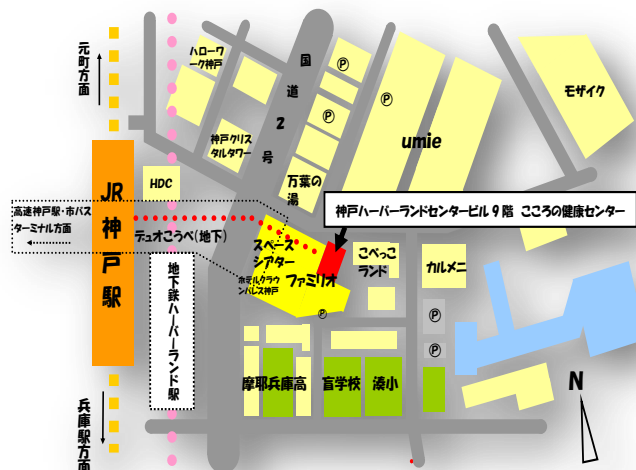 元町方面
ハローワ
ーク神戸
国道2号
Ⓟ
Ⓟ
Ⓟ
umie
モザイク
神戸クリス
タルタワー
万葉の
湯
HDC
JR神戸駅
高速神戸駅・市バス
ターミナル方面
デュオこうべ(地下)
神戸ハーバーランドセンタービル 9 階 こころの健康センター
スペース
シアター
ファミリオ
ホテルクラウ
ンパレス神戸
こべっこ
ランド
カルメニ
地下鉄ハーバーランド駅
Ⓟ
Ⓟ
Ⓟ
摩耶兵庫高
盲学校
湊小
N
兵庫駅方面